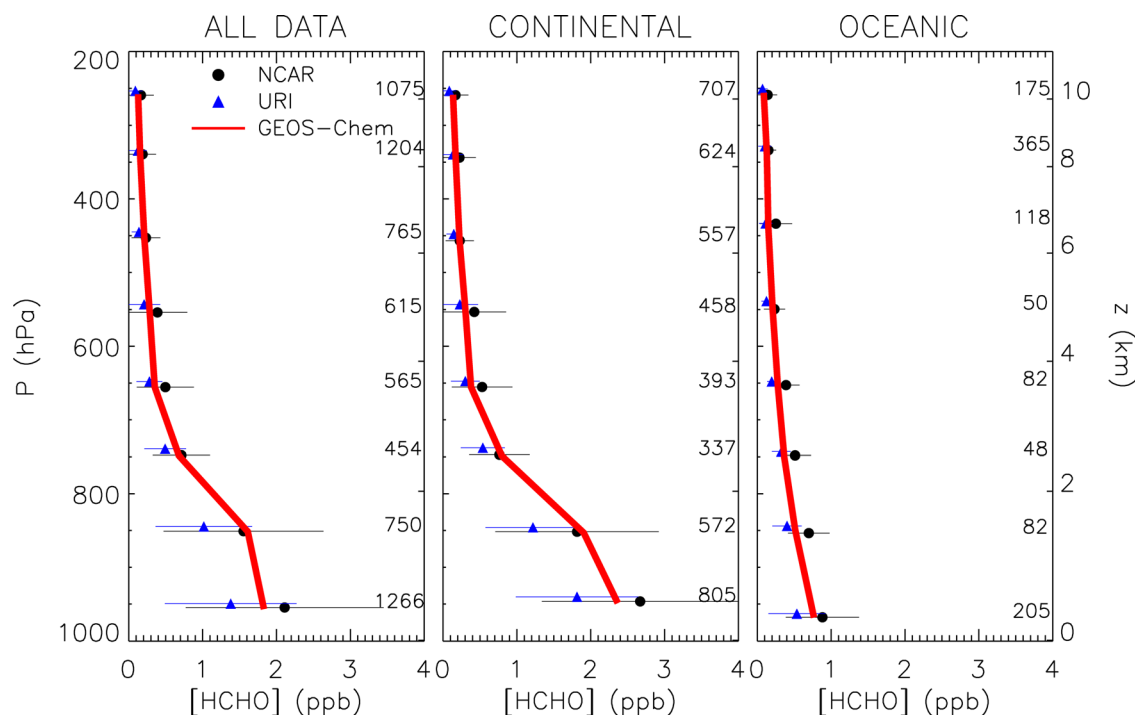 ALL DATA CONTINENTAL OCEANIC
200
NCAR
URI
GEOS-Chem
1075 707 175 10
1204 624 365 8
400
765 557 118
6
615 458 50
600
565 393 82 4
454 337 48
2
800
750 572 82
1266 805 205
1000 0
0 1 2 3 4 0 1 2 3 4 0 1 2 3 4
[HCHO] (ppb) [HCHO] (ppb) [HCHO] (ppb)
P (hPa)
z (km)